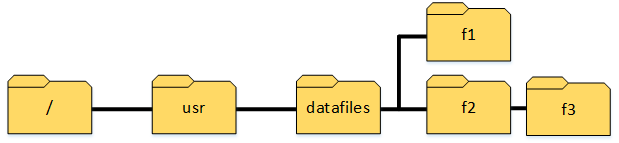 f1
/ usr datafiles f2 f3